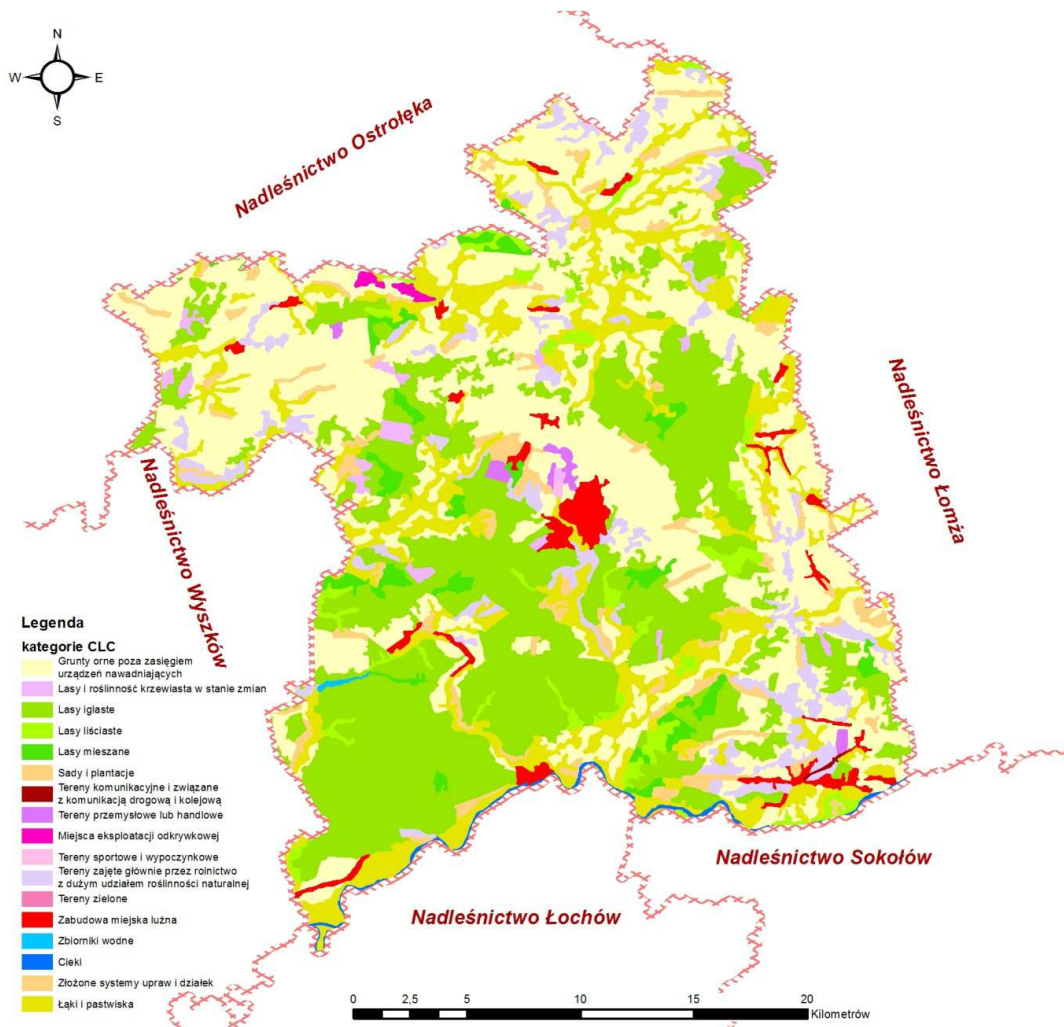 N
W E
S
Nadleśnictwo Ostrołęka
Nadleśnictwo Łomża
Nadleśnictwo Wyszków
Nadleśnictwo Sokołów
Nadleśnictwo Łochów
Legenda
kategorie CLC
Grunty orne poza zasięgiem
urządzeń nawadniających
Lasy i roślinność krzewiasta w stanie zmian
Lasy iglaste
Lasy liściaste
Lasy mieszane
Sady i plantacje
Tereny komunikacyjne i związane
z komunikacją drogową i kolejową
Tereny przemysłowe lub handlowe
Miejsca eksploatacji odkrywkowej
Tereny sportowe i wypoczynkowe
Tereny zajęte głównie przez rolnictwo
z dużym udziałem roślinności naturalnej
Tereny zielone
Zabudowa miejska luźna
Zbiorniki wodne
Cieki
Złożone systemy upraw i działek
Łąki i pastwiska
0 2,5 5 10 15 20
Kilometrów